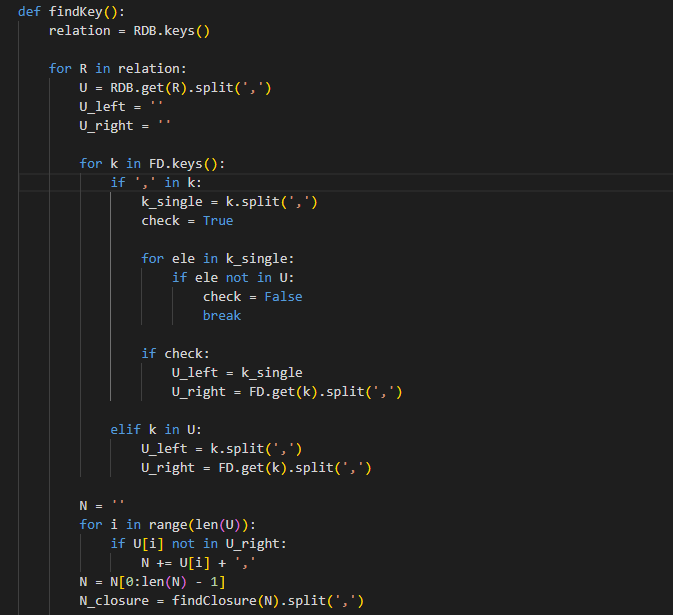 def findKey():
    relation = RDB.keys()

    for R in relation:
        U = RDB.get(R).split(',')
        U_left = ''
        U_right = ''

        for k in FD.keys():
            if ',' in k:
                k_single = k.split(',')
                check = True

                for ele in k_single:
                    if ele not in U:
                        check = False
                        break

                if check:
                    U_left = k_single
                    U_right = FD.get(k).split(',')

            elif k in U:
                U_left = k.split(',')
                U_right = FD.get(k).split(',')

        N = ''
        for i in range(len(U)):
            if U[i] not in U_right:
                N += U[i] + ','
        N = N[0:len(N) - 1]
        N_closure = findClosure(N).split(',')